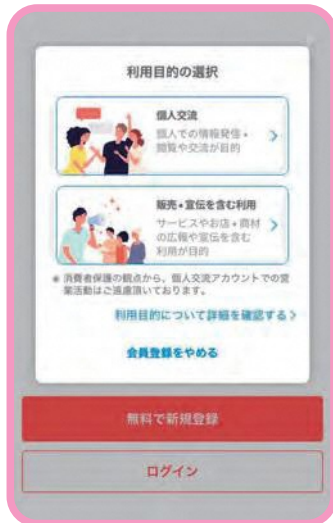 利用目的の選択
個人交流
個人での情報発信・
閲覧や交流が目的
販売・宣伝を含む利用
サービスやお店・商材
の広報や宣伝を含む
利用が目的
※ 消費者保護の観点から、個人交流アカウントでの営
業活動はご遠慮頂いております。
利用目的について詳細を確認する >
会員登録をやめる
無料で新規登録
ログイン